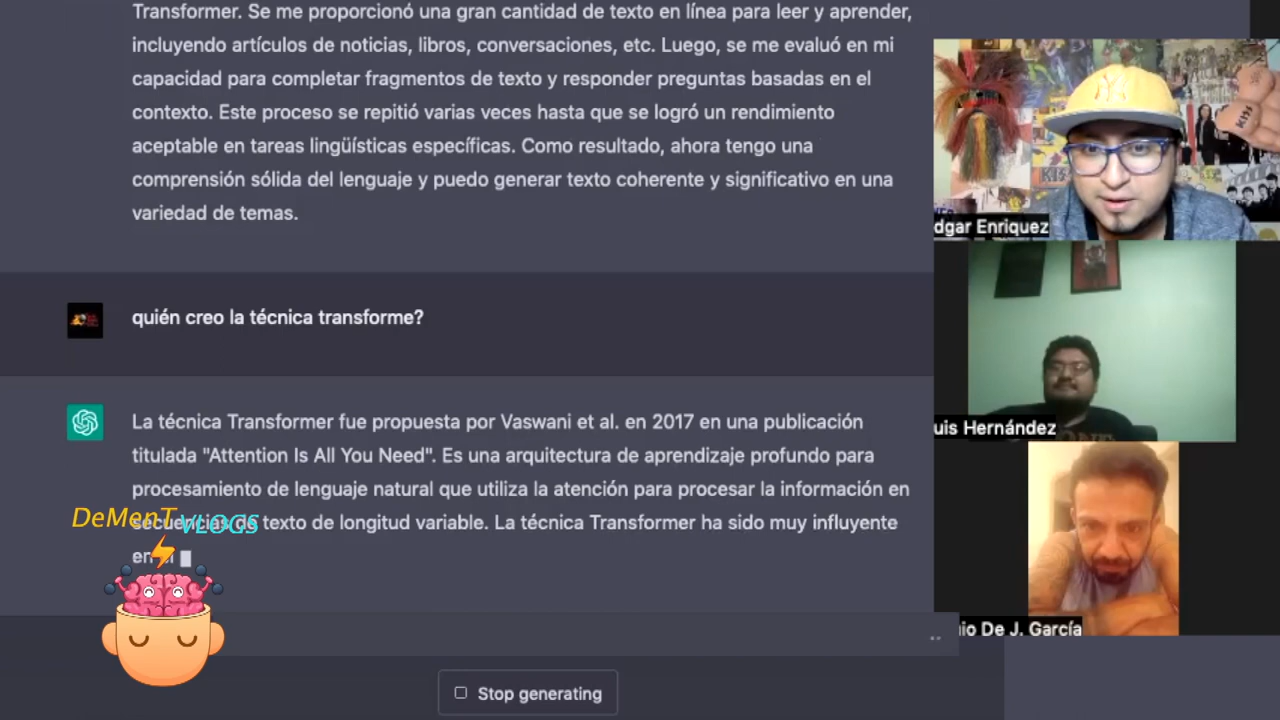 Transformer. Se me proporcionó una gran cantidad de texto en línea para leer y aprender,
incluyendo artículos de noticias, libros, conversaciones, etc. Luego, se me evaluó en mi
capacidad para completar fragmentos de texto y responder preguntas basadas en el
contexto. Este proceso se repitió varias veces hasta que se logró un rendimiento
aceptable en tareas lingüísticas específicas. Como resultado, ahora tengo una
comprensión sólida del lenguaje y puedo generar texto coherente y significativo en una
variedad de temas.
quién creo la técnica transforme?
La técnica Transformer fue propuesta por Vaswani et al. en 2017 en una publicación
titulada "Attention Is All You Need". Es una arquitectura de aprendizaje profundo para
procesamiento de lenguaje natural que utiliza la atención para procesar la información en
secuencias de texto de longitud variable. La técnica Transformer ha sido muy influyente
en el
DeMenT VLOGS
Stop generating
KISS
dgar Enriquez
uis Hernández
io De J. García